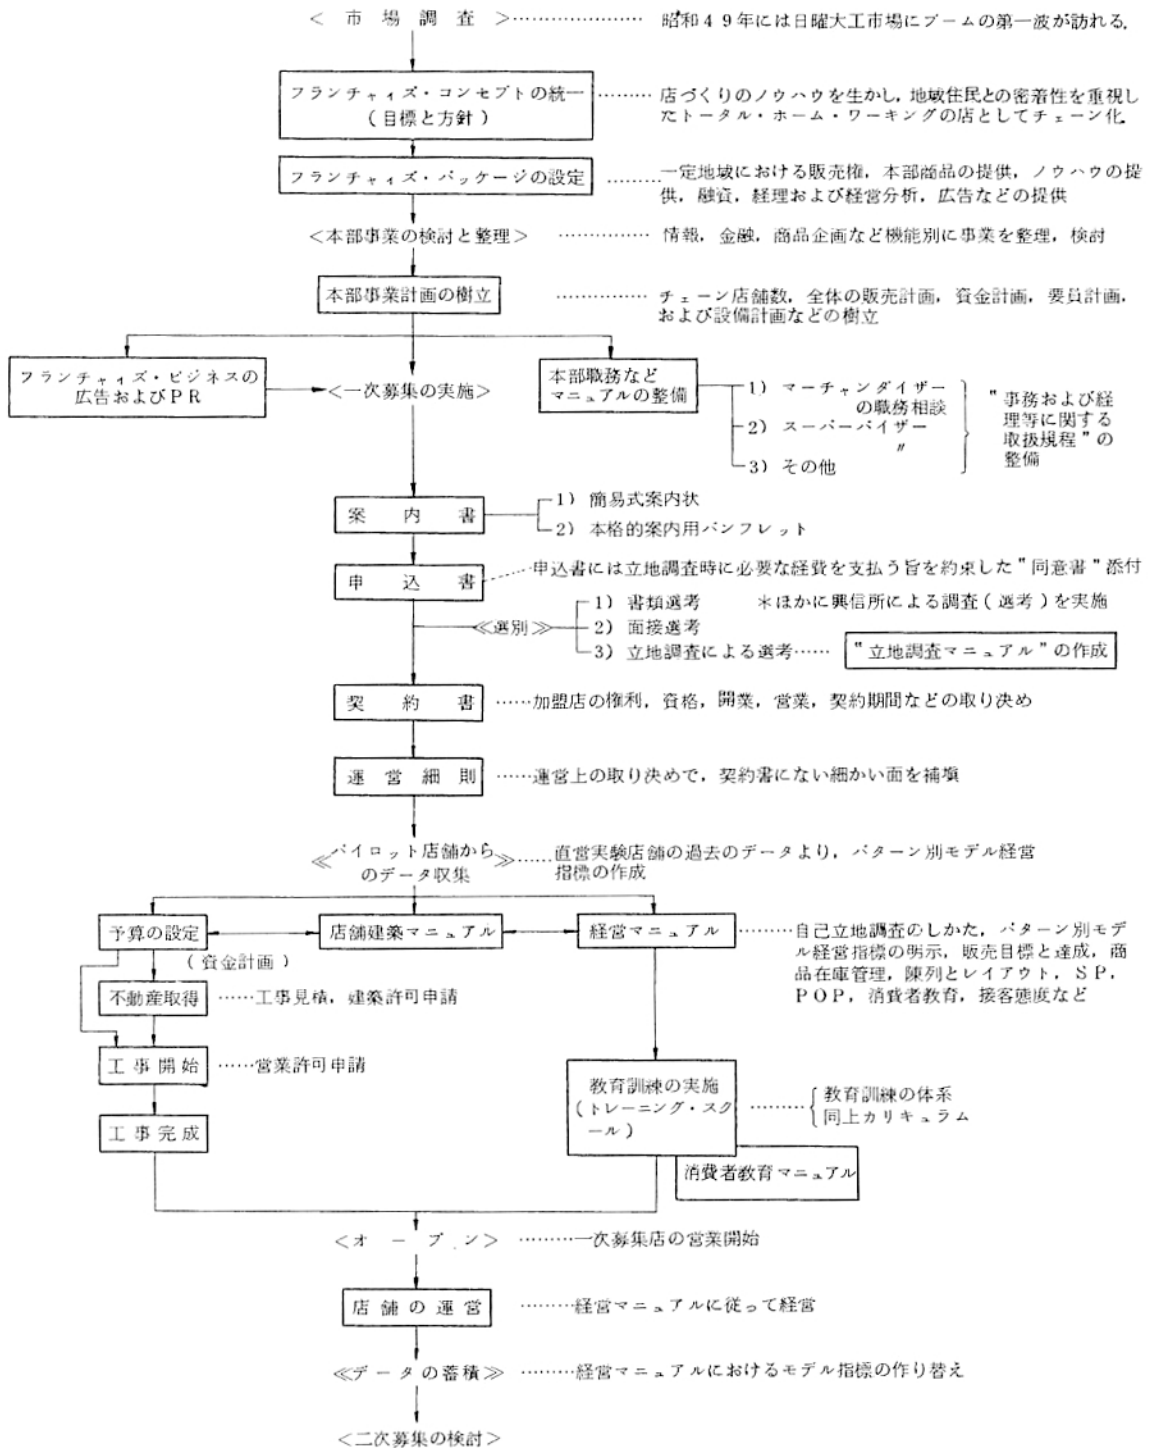 ＜市場調査＞……………昭和49年には日曜大工市場にブームの第一波が訪れる.
フランチャィズ・コンセプトの統一
(目標と方針)
………店づくりのノウハウを生かし, 地域住民との密着性を重視し
たトータル・ホーム・ワーキングの店としてチェーン化.
フランチャィズ・パッケージの設定
………一定地域における販売権, 本部商品の提供, ノウハウの提
供, 融資, 経理および経営分析, 広告などの提供
＜本部事業の検討と整理＞ ……………情報, 金融, 商品企画など機能別に事業を整理, 検討
本部事業計画の樹立
……………チェーン店舗数, 全体の販売計画, 資金計画, 要員計画,
および設備計画などの樹立
フランチャィズ・ビジネスの
広告およびPR
＜一次募集の実施＞
本部職務など
マニュアルの整備
1) マーチャンダイザー
の職務相談
2) スーパーバイザー
〃
3) その他
"事務および経
理等に関する
取扱規程"の
整備
案内書
1) 簡易式案内状
2) 本格的案内用パンフレット
申込書
……申込書には立地調査時に必要な経費を支払う旨を約束した"同意書"添付
≪選別≫
1) 書類選考 ＊ほかに興信所による調査(選考)を実施
2) 面接選考
3) 立地調査による選考…… "立地調査マニュアル"の作成
契約書 ……加盟店の権利, 資格, 開業, 営業, 契約期間などの取り決め
運営細則 ……運営上の取り決めで, 契約書にない細かい面を補塡
≪パイロット店舗から
のデータ収集≫
……直営実験店舗の過去のデータより, パターン別モデル経営
指標の作成
予算の設定
(資金計画)
店舗建築マニュアル
経営マニュアル
………自己立地調査のしかた, パターン別モデ
ル経営指標の明示, 販売目標と達成, 商
品在庫管理, 陳列とレイアウト, SP,
POP, 消費者教育, 接客態度など
不動産取得 ……工事見積, 建築許可申請
工事開始 ……営業許可申請
工事完成
教育訓練の実施
(トレーニング・スク
ール)
………教育訓練の体系
同上カリキュラム
消費者教育マニュアル
＜オープン＞ ………一次募集店の営業開始
店舗の運営 ………経営マニュアルに従って経営
≪データの蓄積≫ ………経営マニュアルにおけるモデル指標の作り替え
＜二次募集の検討＞